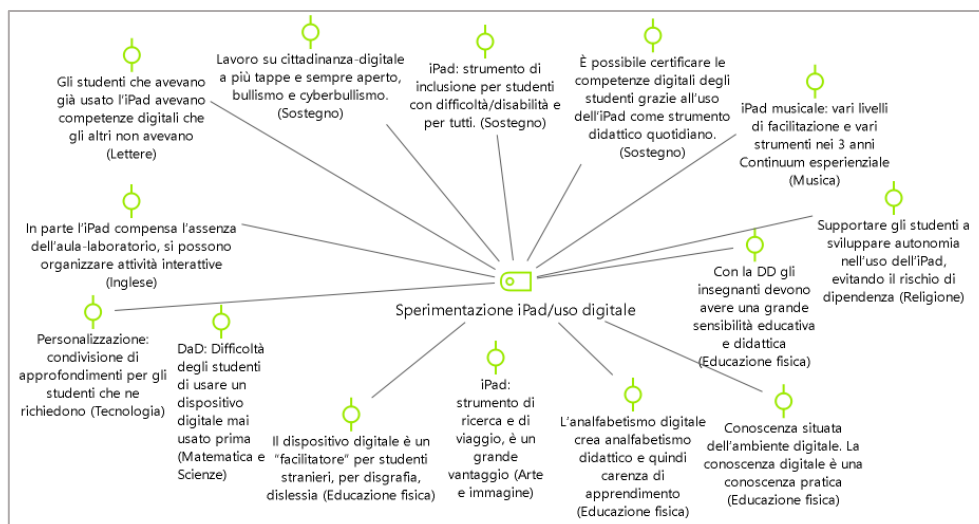 Gli studenti che avevano
già usato l'iPad avevano
competenze digitali che
gli altri non avevano
(Lettere)
Lavoro su cittadinanza-digitale
a più tappe e sempre aperto,
bullismo e cyberbullismo.
(Sostegno)
iPad: strumento di
inclusione per studenti
con difficoltà/disabilità e
per tutti. (Sostegno)
È possibile certificare le
competenze digitali degli
studenti grazie all'uso
dell'iPad come strumento
didattico quotidiano.
(Sostegno)
iPad musicale: vari livelli
di facilitazione e vari
strumenti nei 3 anni
Continuum esperienziale
(Musica)
In parte l'iPad compensa l'assenza
dell'aula-laboratorio, si possono
organizzare attività interattive
(Inglese)
Supportare gli studenti a
sviluppare autonomia
nell'uso dell'iPad,
evitando il rischio di
dipendenza (Religione)
Con la DD gli
insegnanti devono
avere una grande
sensibilità educativa
e didattica
(Educazione fisica)
Sperimentazione iPad/uso digitale
Personalizzazione:
condivisione di
approfondimenti per gli
studenti che ne
richiedono (Tecnologia)
DaD: Difficoltà
degli studenti
di usare un
dispositivo
digitale mai
usato prima
(Matematica e
Scienze)
Il dispositivo digitale è un
"facilitatore" per studenti
stranieri, per disgrafia,
dislessia (Educazione fisica)
iPad:
strumento di
ricerca e di
viaggio, è un
grande
vantaggio (Arte
e immagine)
L'analfabetismo digitale
crea analfabetismo
didattico e quindi
carenza di
apprendimento
(Educazione fisica)
Conoscenza situata
dell'ambiente digitale. La
conoscenza digitale è una
conoscenza pratica
(Educazione fisica)